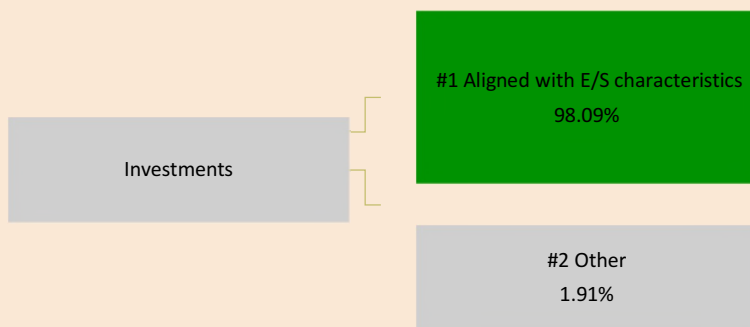 Investments
#1 Aligned with E/S characteristics
98.09%
#2 Other
1.91%